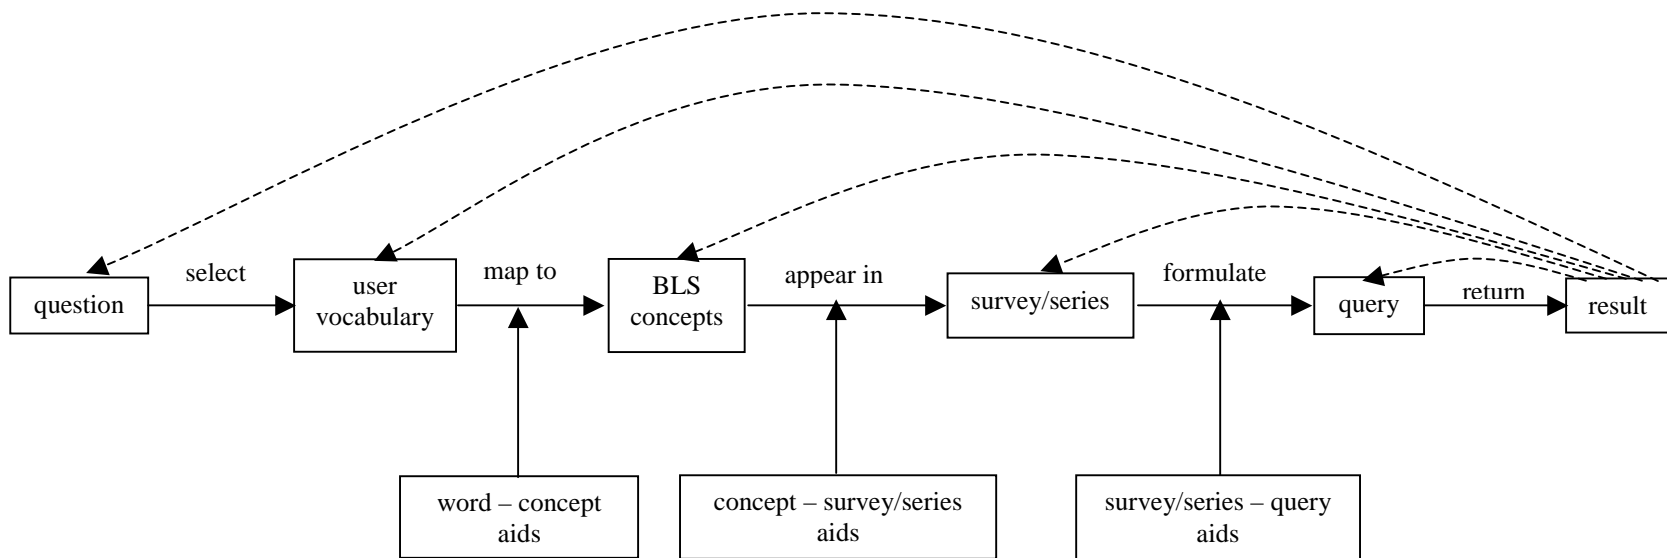 select
map to
appear in
formulate
return
question
user
vocabulary
BLS
concepts
survey/series
query
result
word – concept
aids
concept – survey/series
aids
survey/series – query
aids